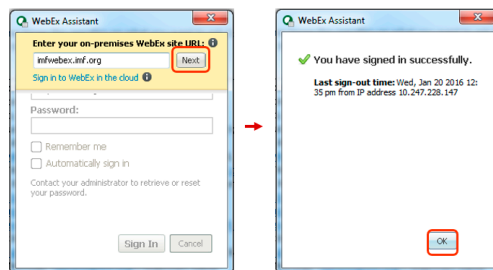 WebEx Assistant
Enter your on-premises WebEx site URL:
imfwebex.imf.org
Next
Sign in to WebEx in the cloud
Password:
Remember me
Automatically sign in
Contact your administrator to retrieve or reset
your password.
Sign In
Cancel
WebEx Assistant
You have signed in successfully.
Last sign-out time: Wed, Jan 20 2016 12:
35 pm from IP address 10.247.228.147
OK